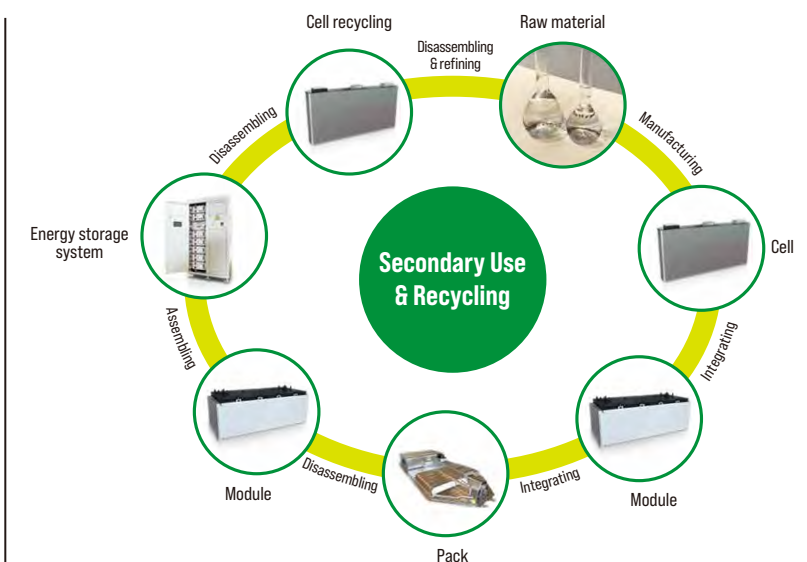 Cell recycling
Disassembling
& refining
Raw material
Manufacturing
Cell
Integrating
Module
Integrating
Pack
Disassembling
Module
Assembling
Energy storage
system
Disassembling
Secondary Use
& Recycling